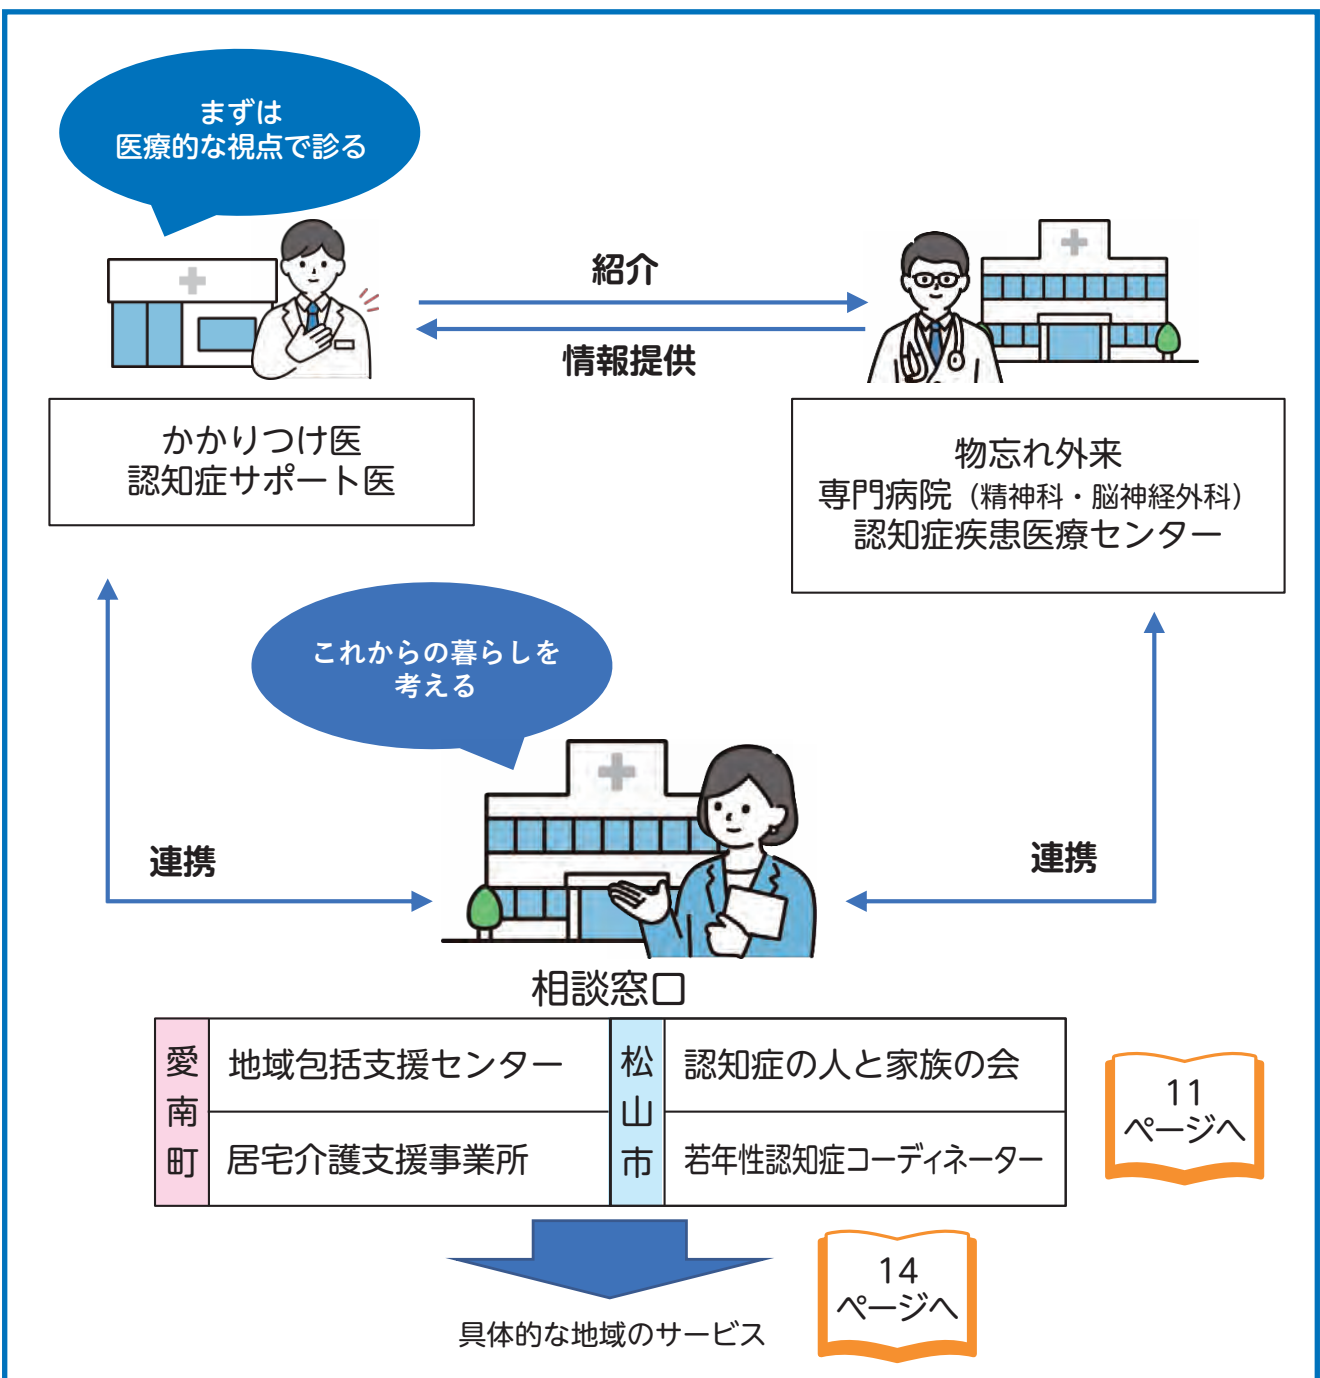 まずは
医療的な視点で診る
紹介
情報提供
かかりつけ医
認知症サポート医
物忘れ外来
専門病院（精神科・脳神経外科）
認知症疾患医療センター
これからの暮らしを
考える
連携
連携
相談窓口
愛南町
地域包括支援センター
居宅介護支援事業所
松山市
認知症の人と家族の会
若年性認知症コーディネーター
11
ページへ
14
ページへ
具体的な地域のサービス